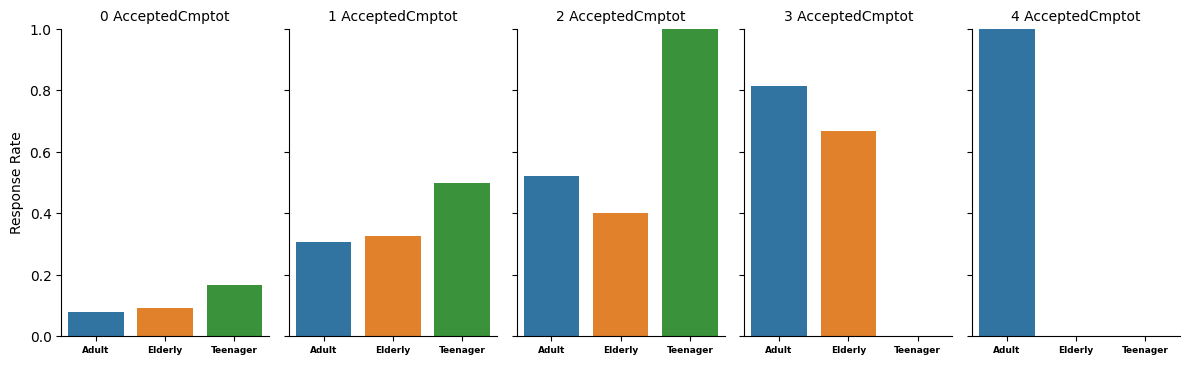 0 AcceptedCmptot
1 AcceptedCmptot
2 AcceptedCmptot
3 AcceptedCmptot
4 AcceptedCmptot
Response Rate
1.0
0.8
0.6
0.4
0.2
0.0
Adult Elderly Teenager
Adult Elderly Teenager
Adult Elderly Teenager
Adult Elderly Teenager
Adult Elderly Teenager